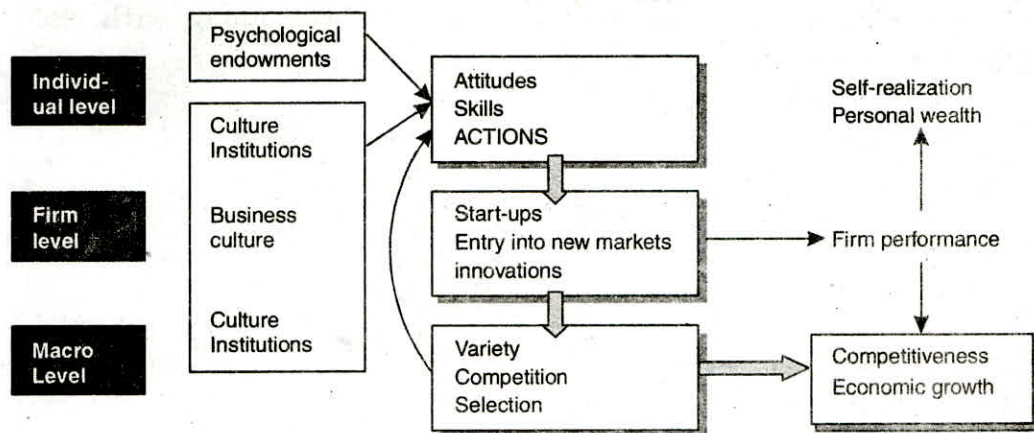 Individ-
ual level
Psychological
endowments
Culture
Institutions
Attitudes
Skills
ACTIONS
Self-realization
Personal wealth
Firm
level
Business
culture
Start-ups
Entry into new markets
innovations
Firm performance
Macro
Level
Culture
Institutions
Variety
Competition
Selection
Competitiveness
Economic growth